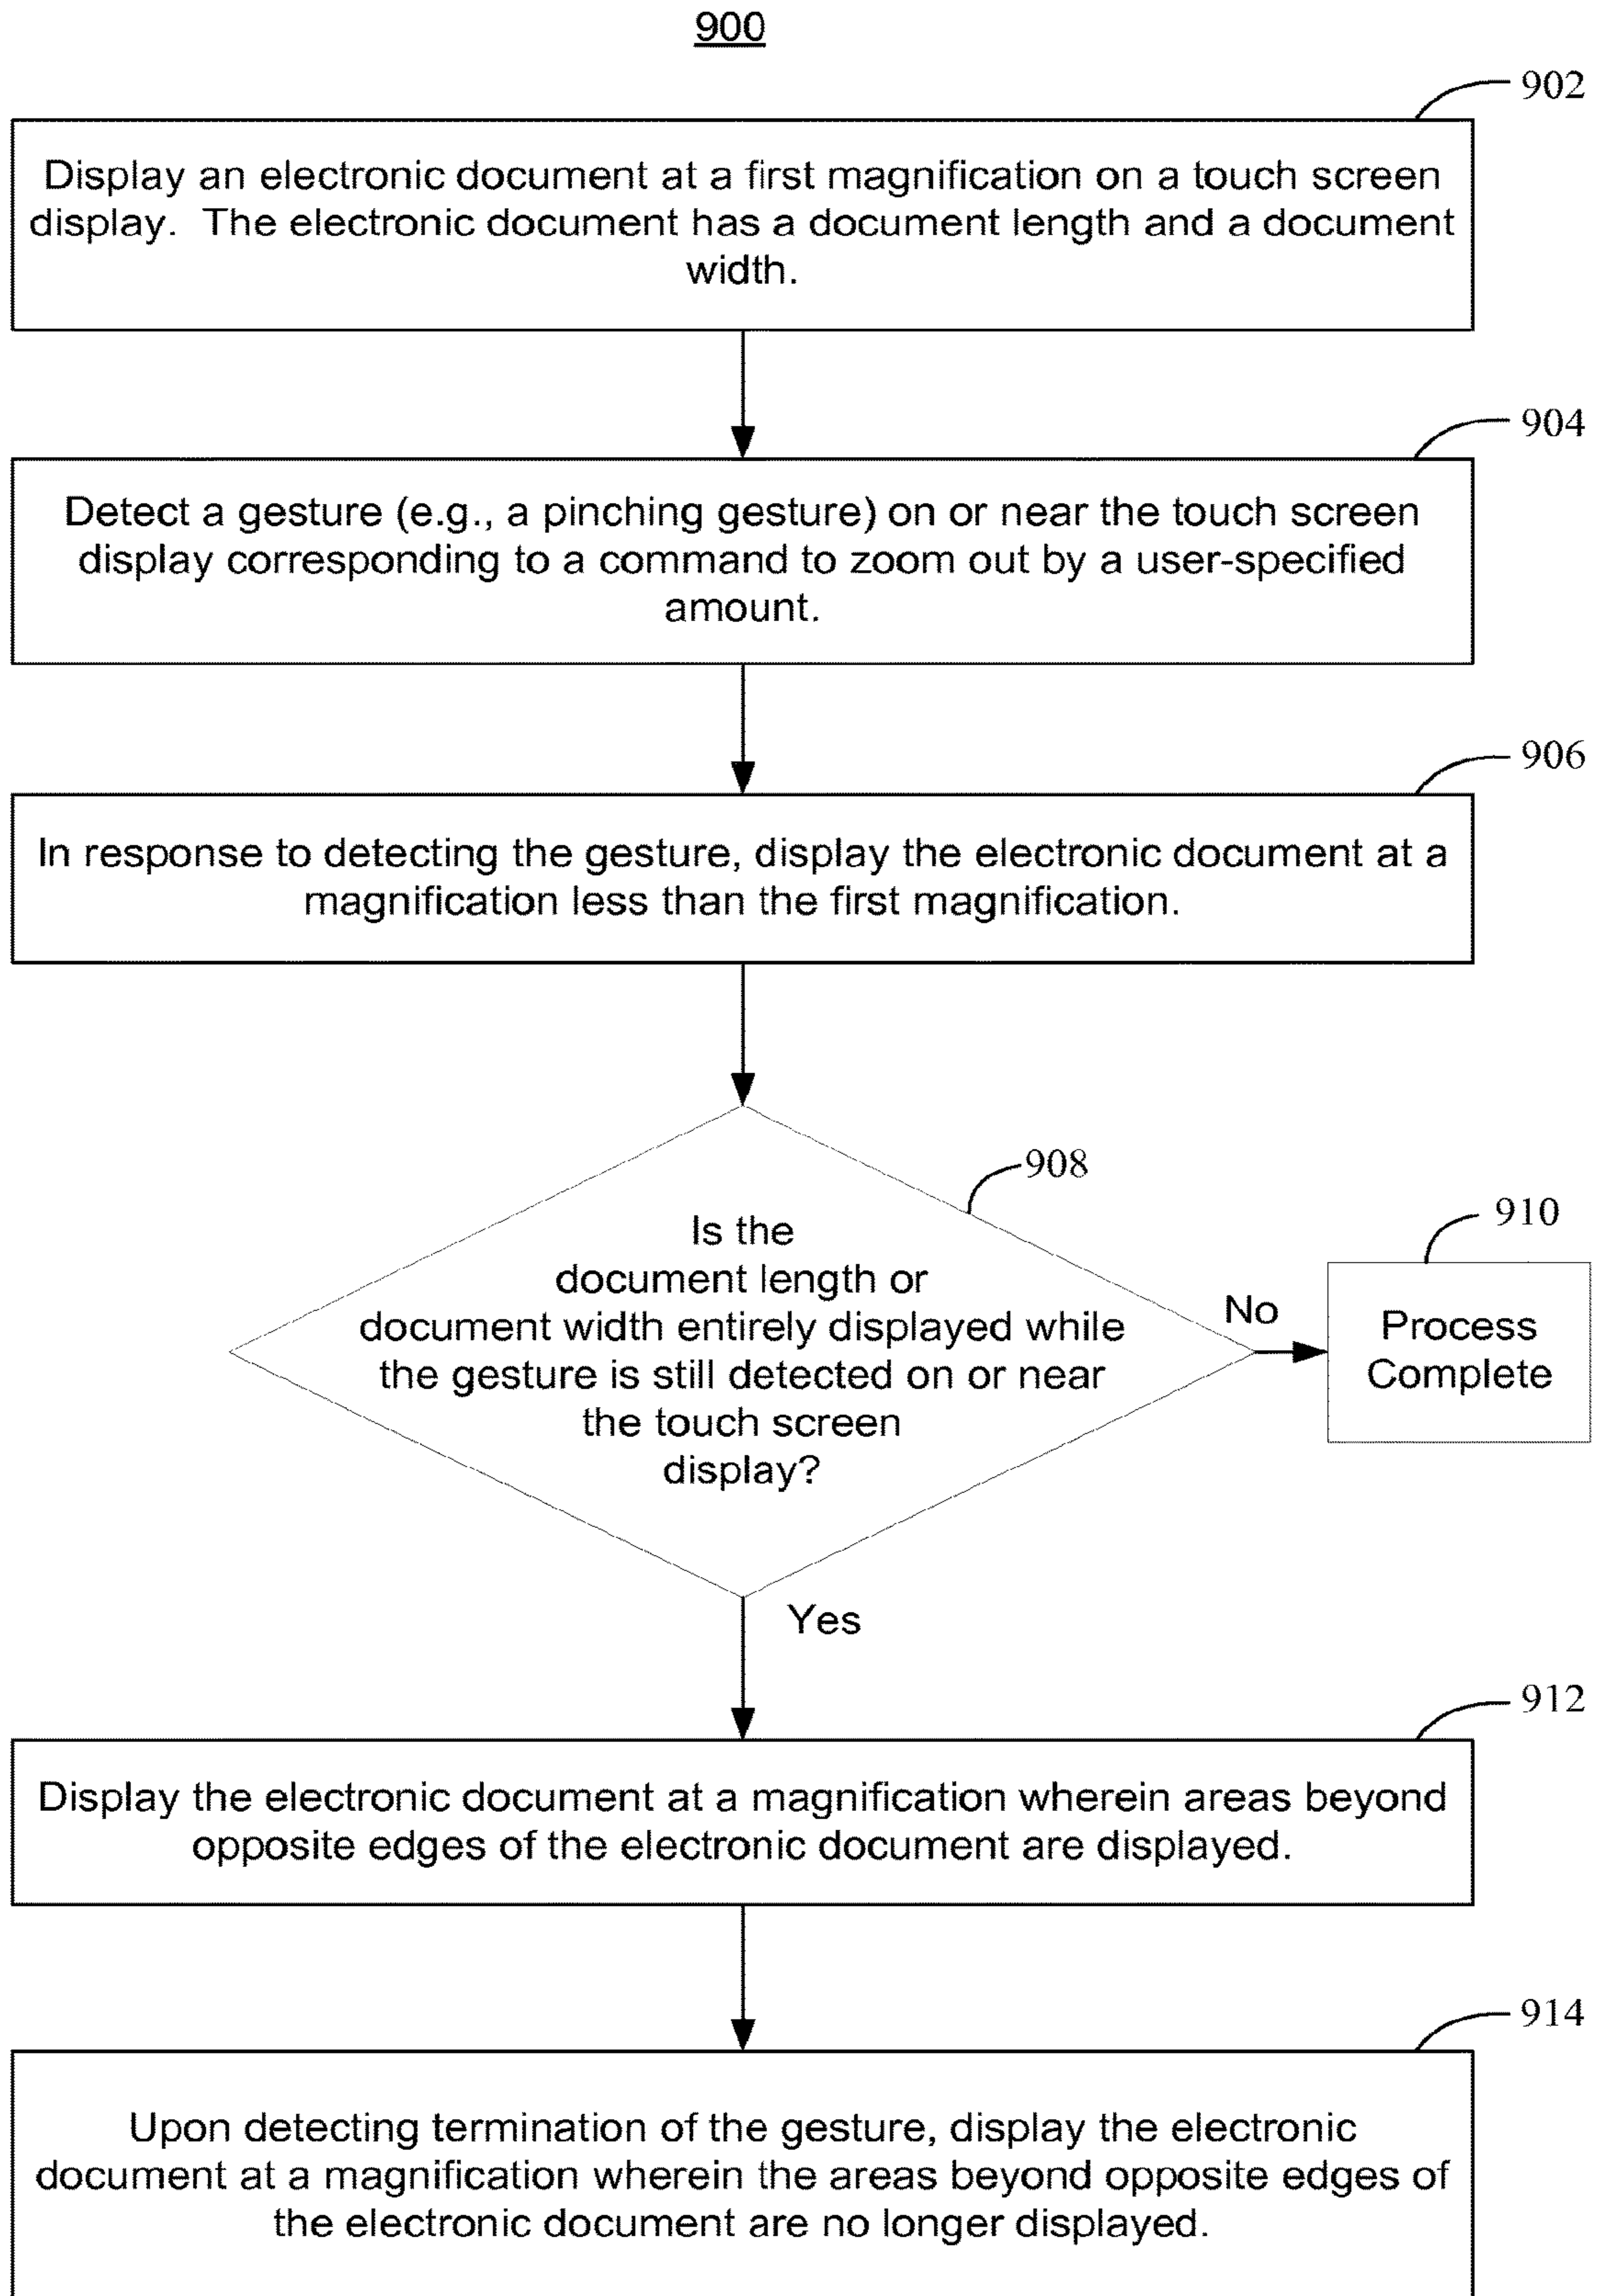 900
902
Display an electronic document at a first magnification on a touch screen
display.  The electronic document has a document length and a document
width.
904
Detect a gesture (e.g., a pinching gesture) on or near the touch screen
display corresponding to a command to zoom out by a user-specified
amount.
906
In response to detecting the gesture, display the electronic document at a
magnification less than the first magnification.
908
Is the
document length or
document width entirely displayed while
the gesture is still detected on or near
the touch screen
display?
No
910
Process
Complete
Yes
912
Display the electronic document at a magnification wherein areas beyond
opposite edges of the electronic document are displayed.
914
Upon detecting termination of the gesture, display the electronic
document at a magnification wherein the areas beyond opposite edges of
the electronic document are no longer displayed.